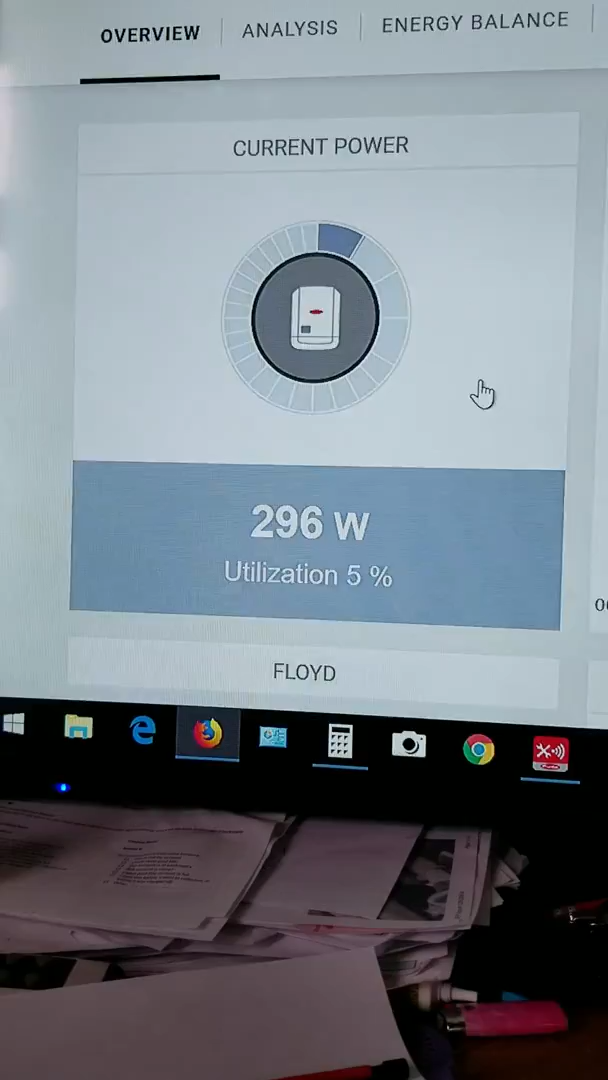 OVERVIEW
ANALYSIS
ENERGY BALANCE
CURRENT POWER
296 W
Utilization 5 %
FLOYD